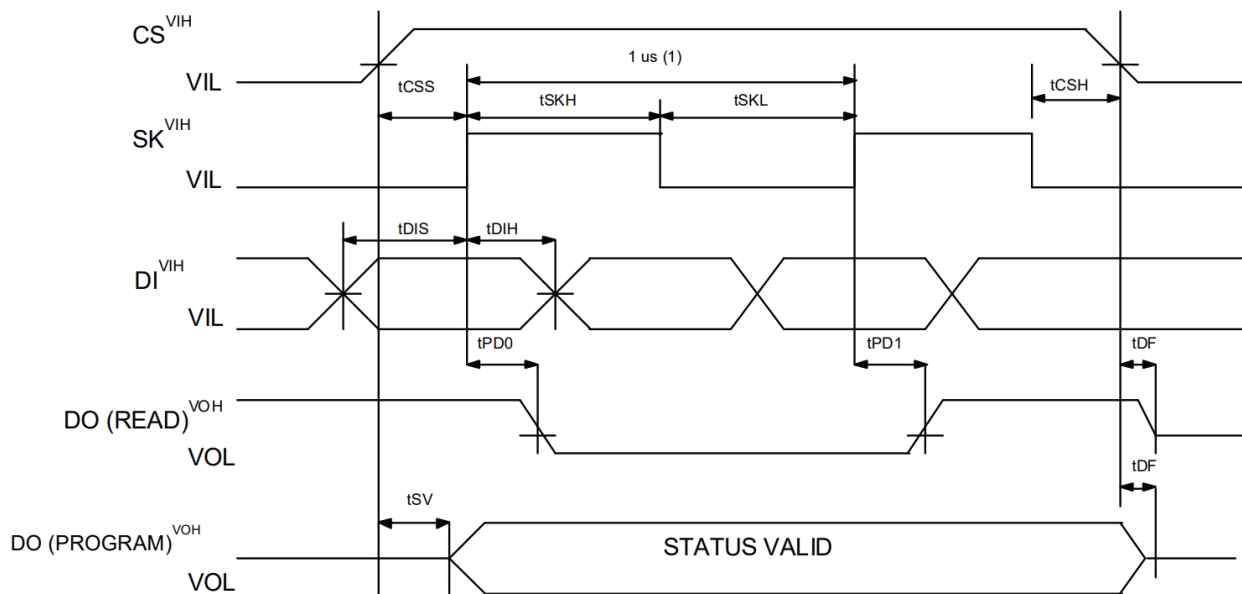 CS VIH
1 us (1)
VIL
tCSS
tCSH
tSKH
tSKL
SK VIH
VIL
tDIS
tDIH
DI VIH
VIL
tPD0
tPD1
tDF
DO (READ) VOH
VOL
tDF
tSV
DO (PROGRAM) VOH
STATUS VALID
VOL